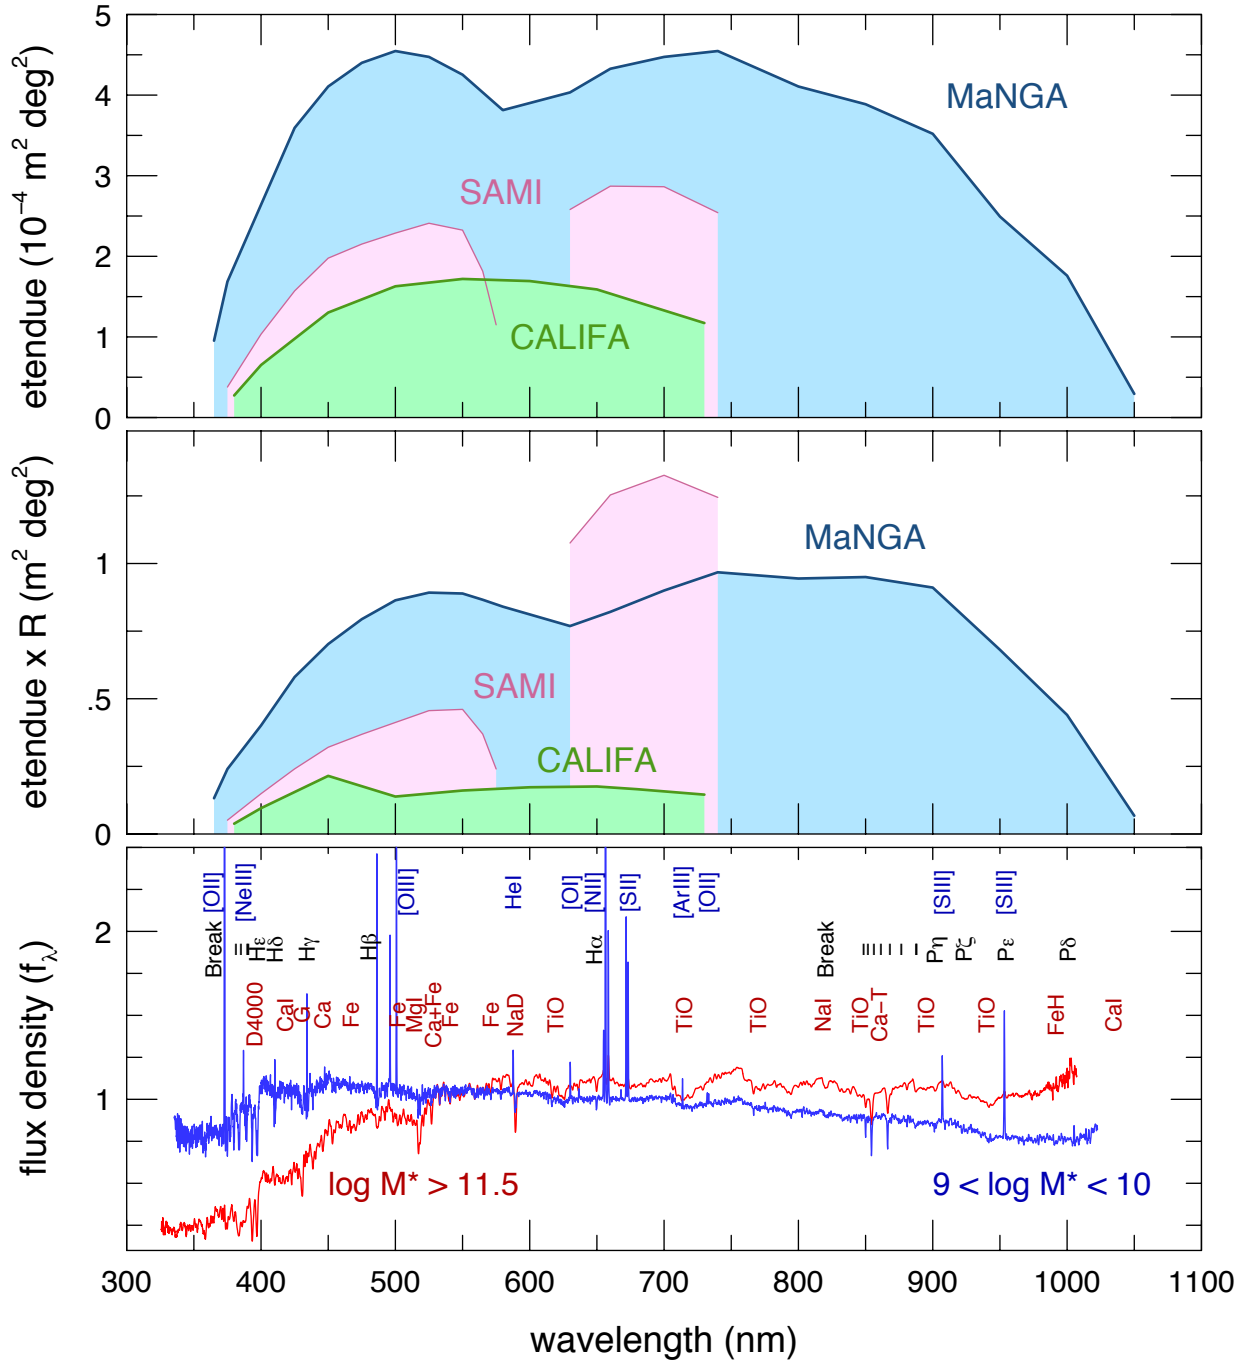 etendue (10⁻⁴ m² deg²)
5
4
3
2
1
0
MaNGA
SAMI
CALIFA
etendue x R (m² deg²)
1
.5
0
MaNGA
SAMI
CALIFA
flux density (f_λ)
2
1
[OII]
[NeIII]
[OIII]
HeI
[OI]
[NII]
[SII]
[ArIII]
[OII]
[SIII]
[SIII]
Break
Hε
Hδ
Hγ
Hβ
Hα
Break
Pη
Pζ
Pε
Pδ
D4000
CaI
G
Ca
Fe
Fe
MgI
Ca+Fe
Fe
Fe
NaD
TiO
TiO
TiO
NaI
TiO
Ca−T
TiO
TiO
FeH
CaI
log M* > 11.5
9 < log M* < 10
300 400 500 600 700 800 900 1000 1100
wavelength (nm)